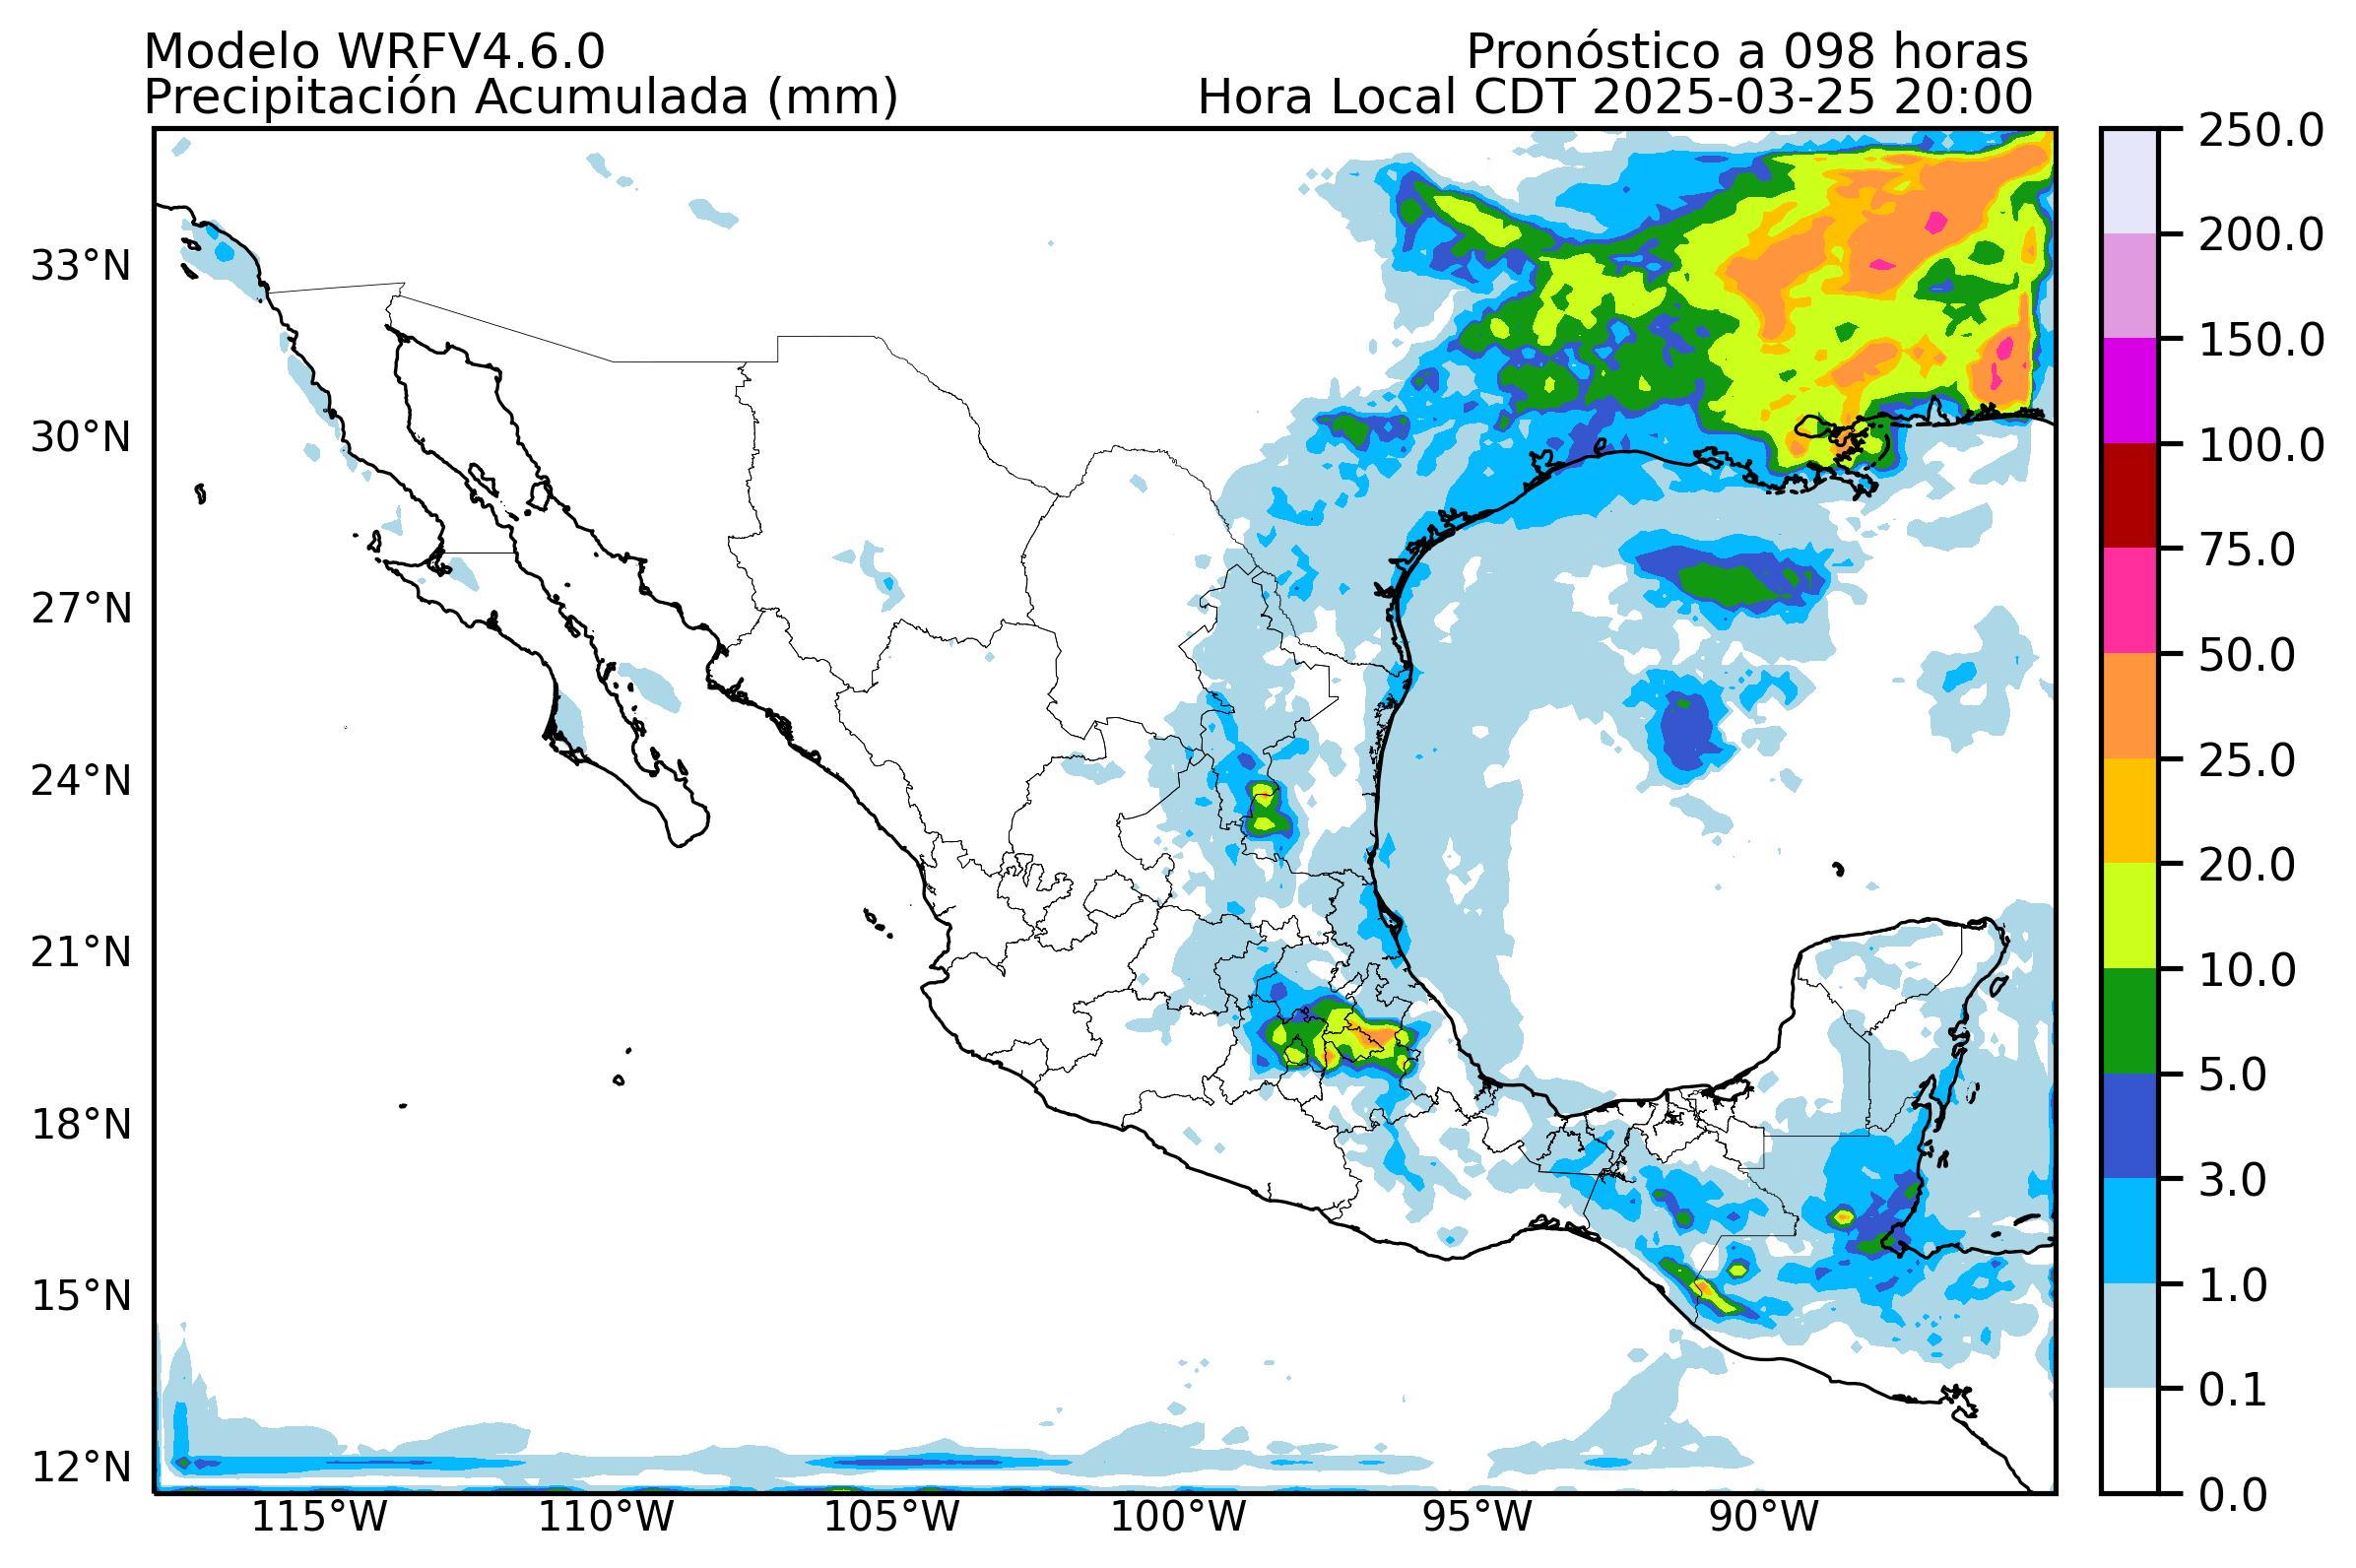 Modelo WRFV4.6.0
Pronóstico a 098 horas
Precipitación Acumulada (mm)
Hora Local CDT 2025-03-25 20:00
33°N
30°N
27°N
24°N
21°N
18°N
15°N
12°N
115°W
110°W
105°W
100°W
95°W
90°W
250.0
200.0
150.0
100.0
75.0
50.0
25.0
20.0
10.0
5.0
3.0
1.0
0.1
0.0